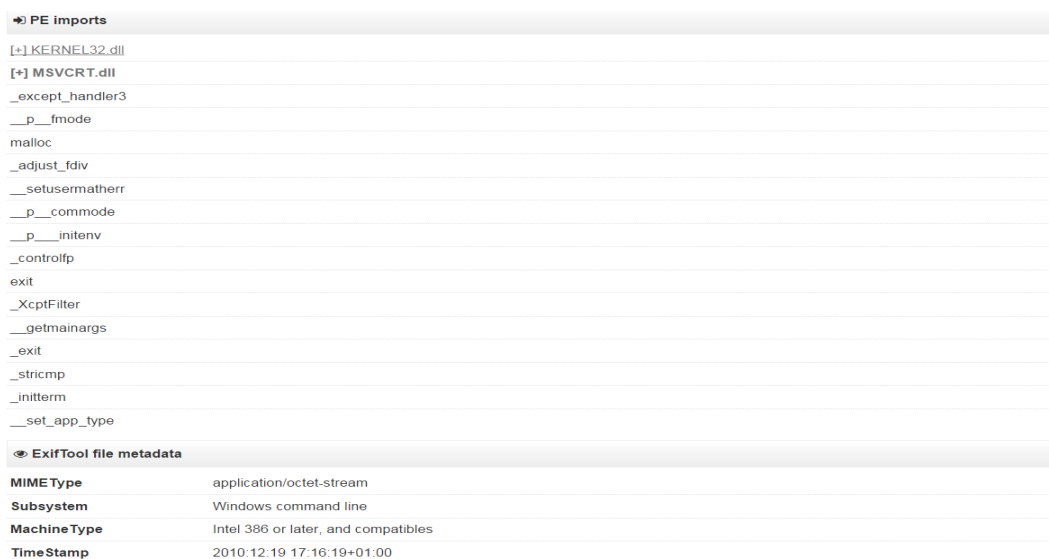 PE imports
[+] KERNEL32.dll
[+] MSVCRT.dll
_except_handler3
__p__fmode
malloc
_adjust_fdiv
__setusermatherr
__p__commode
__p___initenv
_controlfp
exit
_XcptFilter
__getmainargs
_exit
_stricmp
_initterm
__set_app_type
ExifTool file metadata
MIMEType application/octet-stream
Subsystem Windows command line
MachineType Intel 386 or later, and compatibles
TimeStamp 2010:12:19 17:16:19+01:00